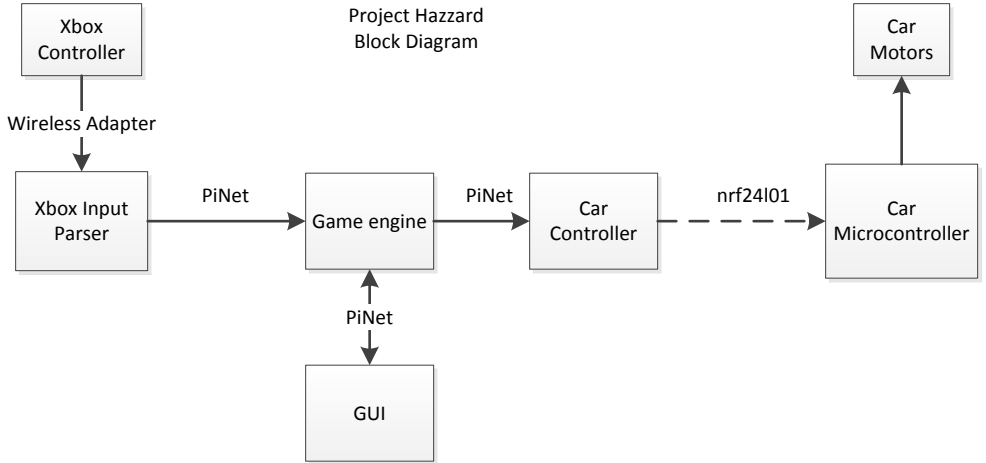 Project Hazzard
Block Diagram
Xbox
Controller
Wireless Adapter
Xbox Input
Parser
PiNet
Game engine
PiNet
GUI
PiNet
Car
Controller
nrf24l01
Car
Microcontroller
Car
Motors